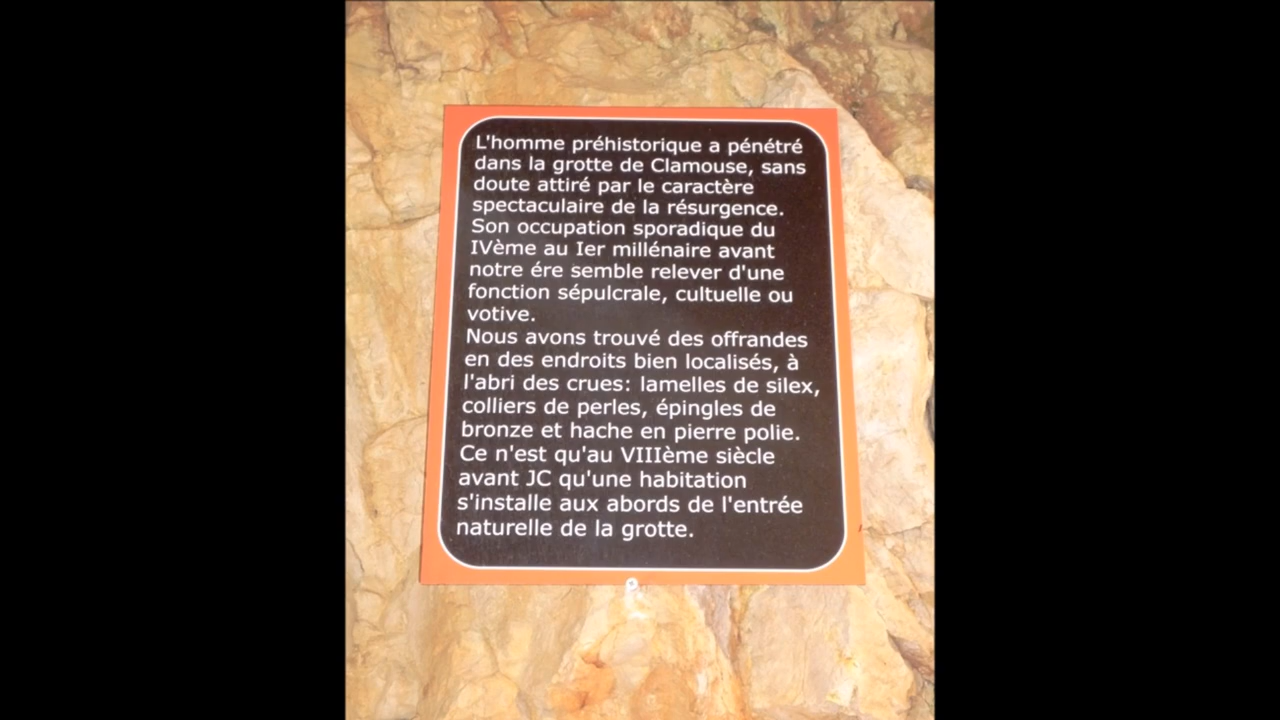 L'homme préhistorique a pénétré
dans la grotte de Clamouse, sans
doute attiré par le caractère
spectaculaire de la résurgence.
Son occupation sporadique du
IVème au Ier millénaire avant
notre ére semble relever d'une
fonction sépulcrale, cultuelle ou
votive.
Nous avons trouvé des offrandes
en des endroits bien localisés, à
l'abri des crues: lamelles de silex,
colliers de perles, épingles de
bronze et hache en pierre polie.
Ce n'est qu'au VIIIème siècle
avant JC qu'une habitation
s'installe aux abords de l'entrée
naturelle de la grotte.